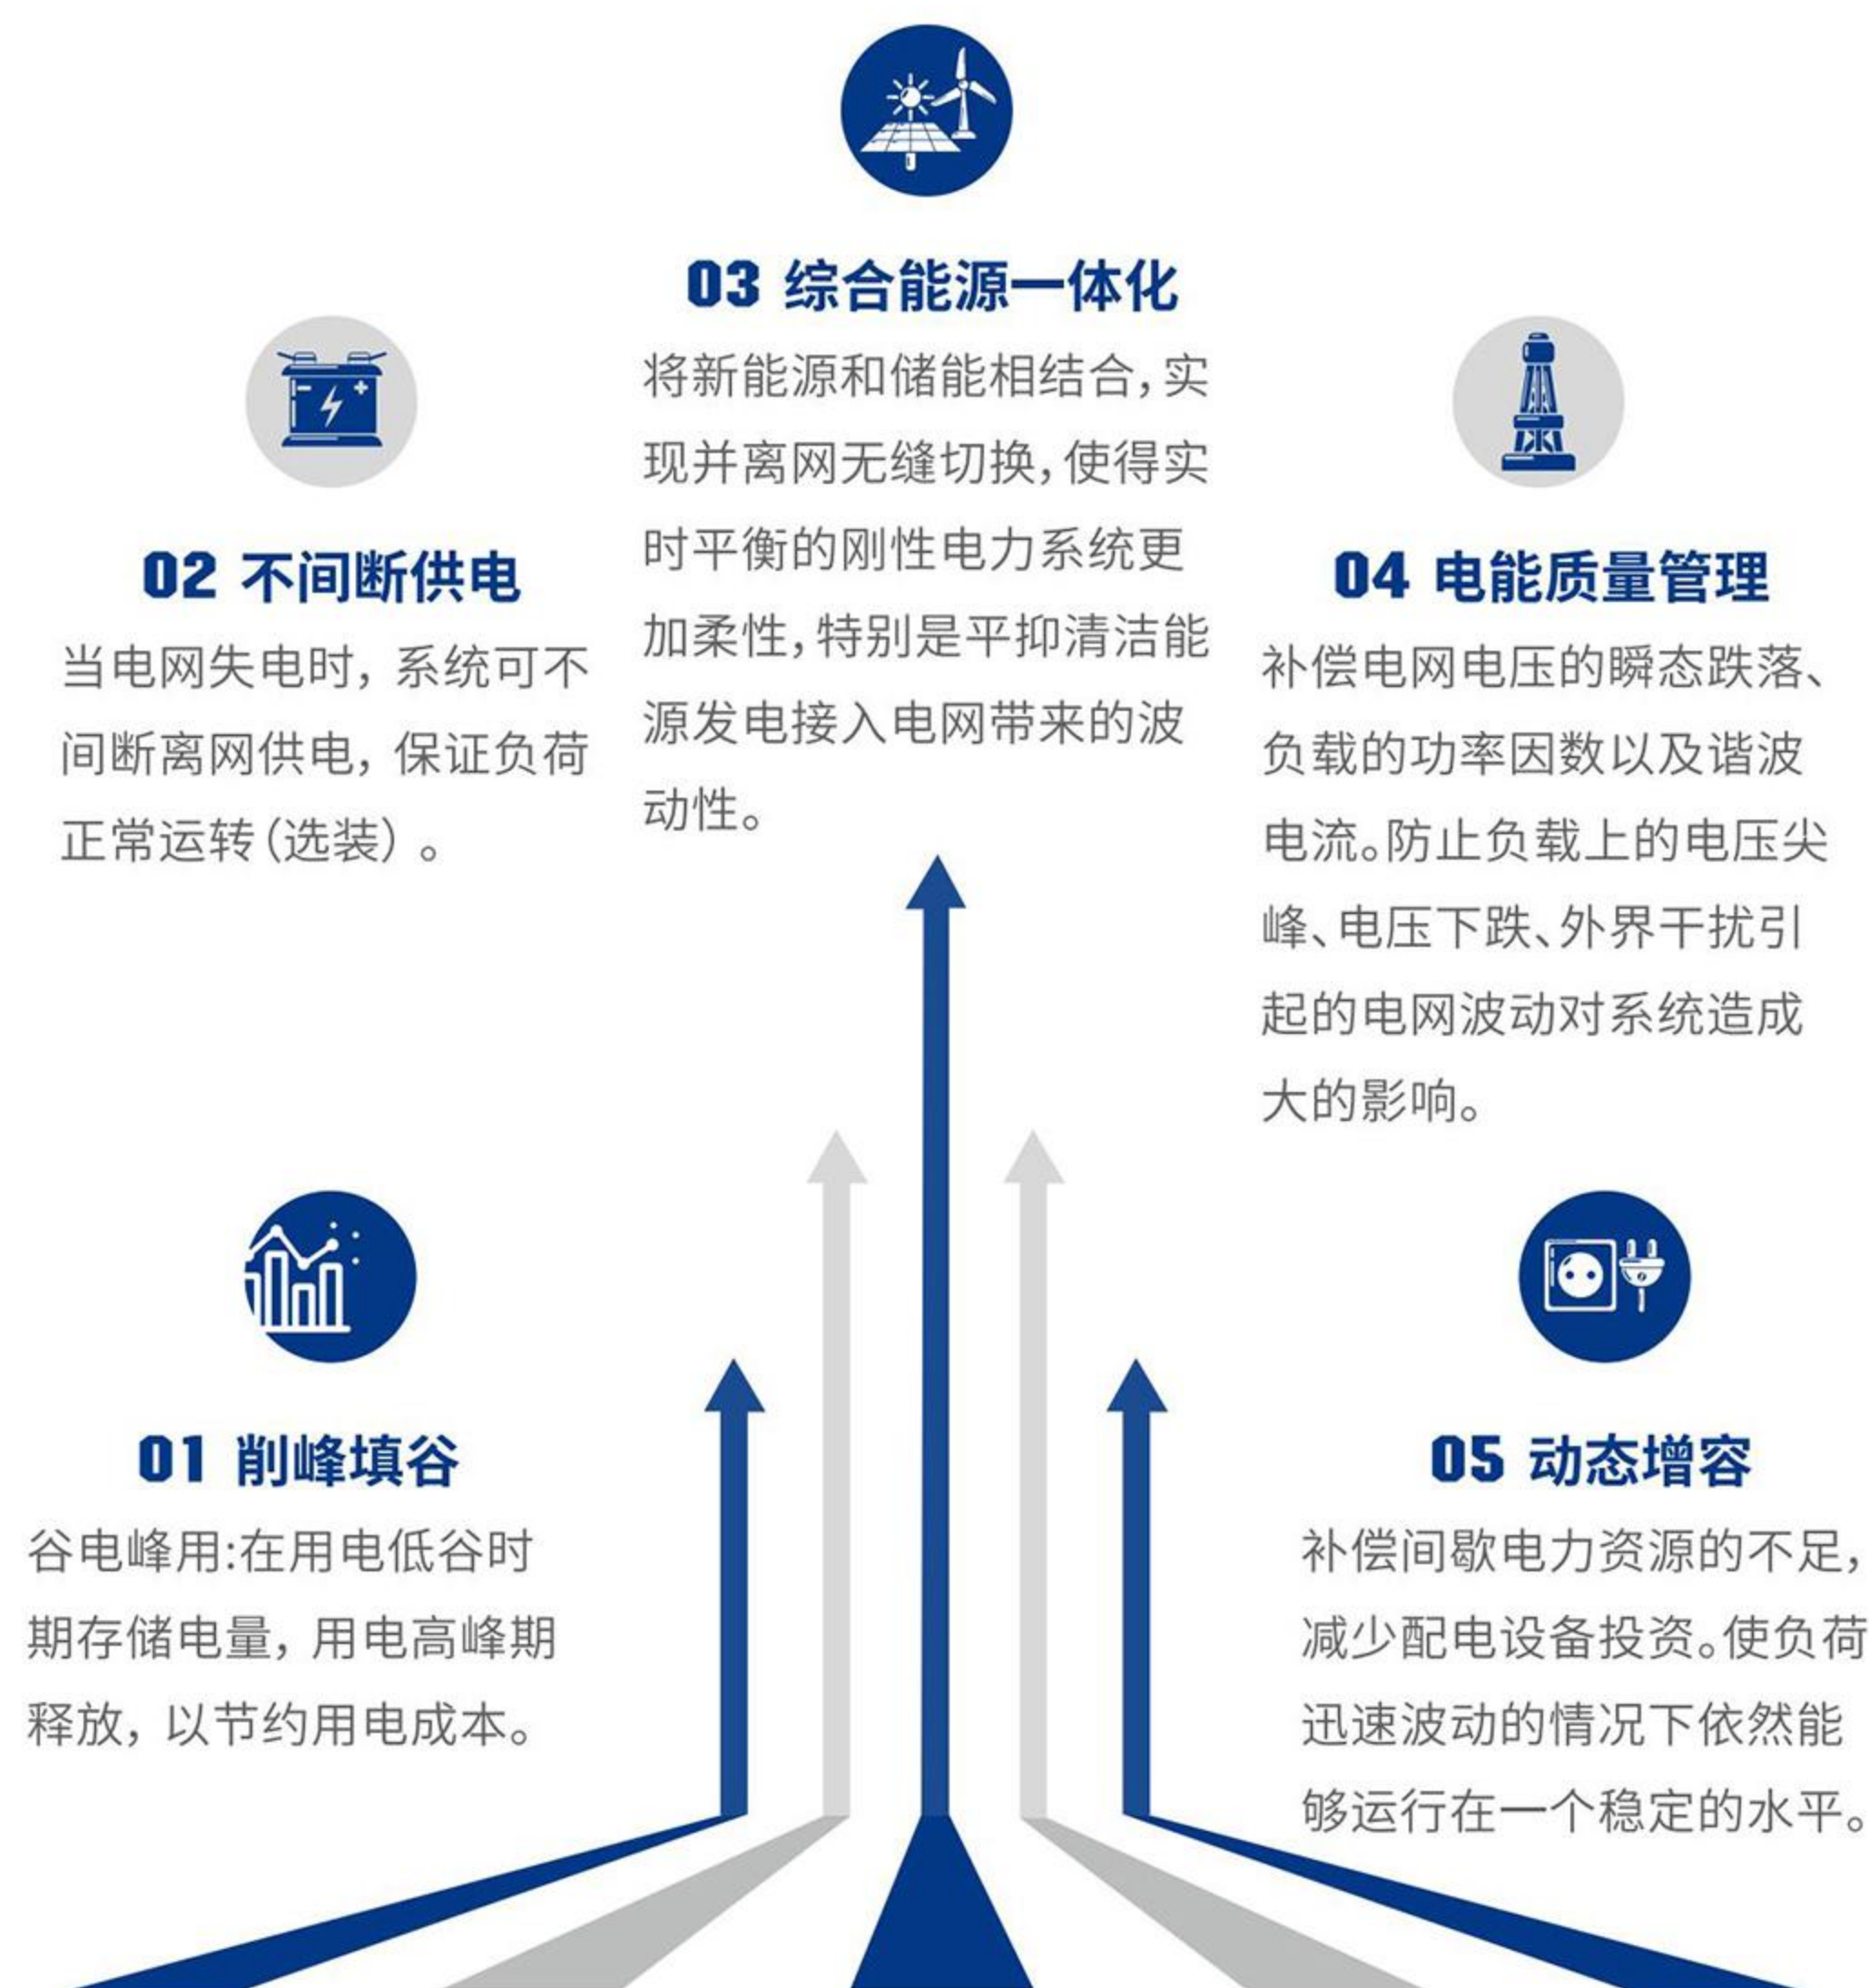 03 综合能源一体化
将新能源和储能相结合，实
现并离网无缝切换，使得实
时平衡的刚性电力系统更
加柔性，特别是平抑清洁能
源发电接入电网带来的波
动性。
02 不间断供电
当电网失电时，系统可不
间断离网供电，保证负荷
正常运转（选装）。
04 电能质量管理
补偿电网电压的瞬态跌落、
负载的功率因数以及谐波
电流。防止负载上的电压尖
峰、电压下跌、外界干扰引
起的电网波动对系统造成
大的影响。
01 削峰填谷
谷电峰用:在用电低谷时
期存储电量，用电高峰期
释放，以节约用电成本。
05 动态增容
补偿间歇电力资源的不足，
减少配电设备投资。使负荷
迅速波动的情况下依然能
够运行在一个稳定的水平。